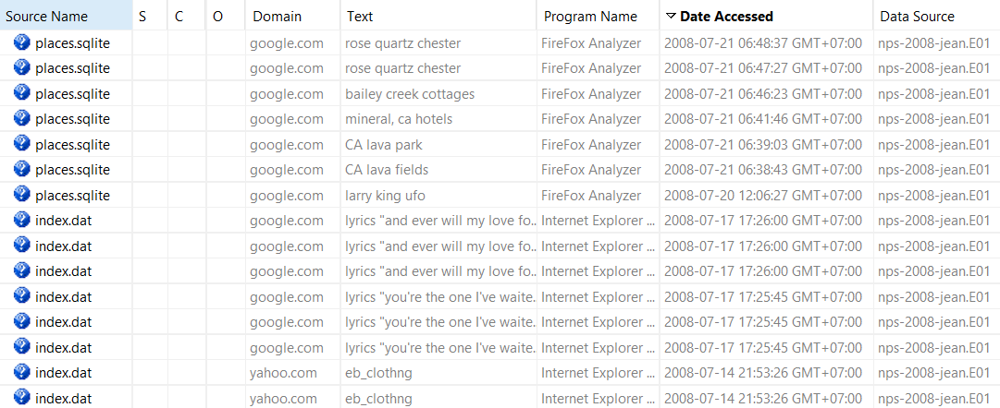 Source Name S C O Domain Text Program Name Date Accessed Data Source
places.sqlite google.com rose quartz chester FireFox Analyzer 2008-07-21 06:48:37 GMT+07:00 nps-2008-jean.E01
places.sqlite google.com rose quartz chester FireFox Analyzer 2008-07-21 06:47:27 GMT+07:00 nps-2008-jean.E01
places.sqlite google.com bailey creek cottages FireFox Analyzer 2008-07-21 06:46:23 GMT+07:00 nps-2008-jean.E01
places.sqlite google.com mineral, ca hotels FireFox Analyzer 2008-07-21 06:41:46 GMT+07:00 nps-2008-jean.E01
places.sqlite google.com CA lava park FireFox Analyzer 2008-07-21 06:39:03 GMT+07:00 nps-2008-jean.E01
places.sqlite google.com CA lava fields FireFox Analyzer 2008-07-21 06:38:43 GMT+07:00 nps-2008-jean.E01
places.sqlite google.com larry king ufo FireFox Analyzer 2008-07-20 12:06:27 GMT+07:00 nps-2008-jean.E01
index.dat google.com lyrics "and ever will my love fo... Internet Explorer ... 2008-07-17 17:26:00 GMT+07:00 nps-2008-jean.E01
index.dat google.com lyrics "and ever will my love fo... Internet Explorer ... 2008-07-17 17:26:00 GMT+07:00 nps-2008-jean.E01
index.dat google.com lyrics "and ever will my love fo... Internet Explorer ... 2008-07-17 17:26:00 GMT+07:00 nps-2008-jean.E01
index.dat google.com lyrics "you're the one I've waite... Internet Explorer ... 2008-07-17 17:25:45 GMT+07:00 nps-2008-jean.E01
index.dat google.com lyrics "you're the one I've waite... Internet Explorer ... 2008-07-17 17:25:45 GMT+07:00 nps-2008-jean.E01
index.dat google.com lyrics "you're the one I've waite... Internet Explorer ... 2008-07-17 17:25:45 GMT+07:00 nps-2008-jean.E01
index.dat yahoo.com eb_clothng Internet Explorer ... 2008-07-14 21:53:26 GMT+07:00 nps-2008-jean.E01
index.dat yahoo.com eb_clothng Internet Explorer ... 2008-07-14 21:53:26 GMT+07:00 nps-2008-jean.E01